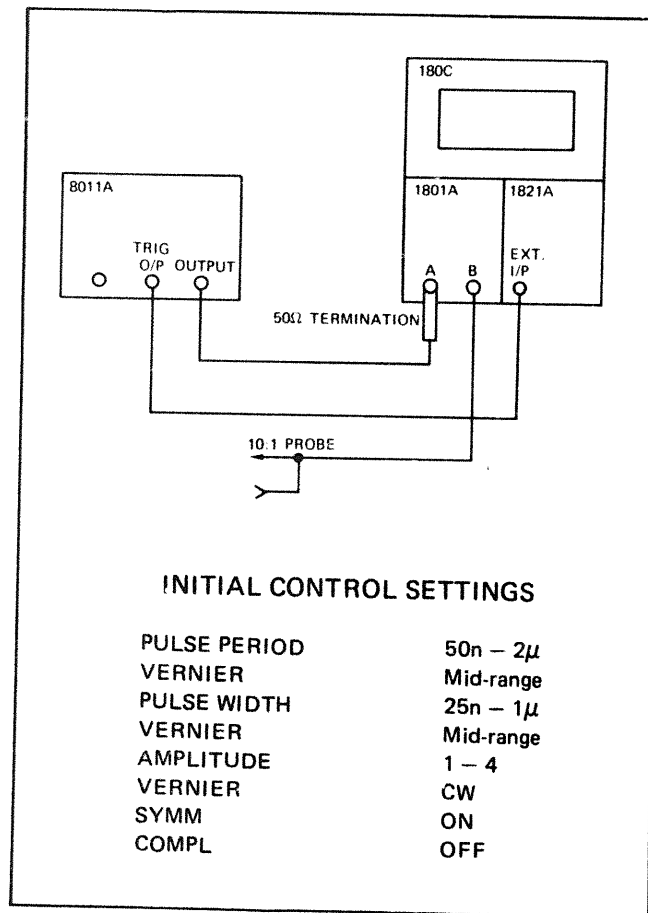 180C
8011A
1801A 1821A
TRIG
O/P OUTPUT
EXT.
I/P
A B
50Ω TERMINATION
10:1 PROBE
INITIAL CONTROL SETTINGS
PULSE PERIOD 50n – 2μ
VERNIER Mid-range
PULSE WIDTH 25n – 1μ
VERNIER Mid-range
AMPLITUDE 1 – 4
VERNIER CW
SYMM ON
COMPL OFF